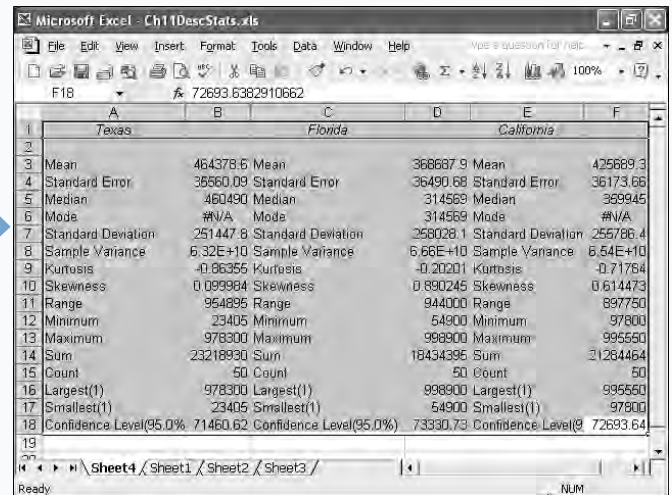 Microsoft Excel - Ch11DescStats.xls
File Edit View Insert Format Tools Data Window Help Type a question for help
100%
F18 fx 72693.6382910662
A B C D E F
1 Texas Florida California
2
3 Mean 464378.6 Mean 368687.9 Mean 425689.3
4 Standard Error 35560.09 Standard Error 36490.68 Standard Error 36173.66
5 Median 460490 Median 314569 Median 359945
6 Mode #N/A Mode 314569 Mode #N/A
7 Standard Deviation 251447.8 Standard Deviation 258028.1 Standard Deviation 255786.4
8 Sample Variance 6.32E+10 Sample Variance 6.66E+10 Sample Variance 6.54E+10
9 Kurtosis -0.86355 Kurtosis -0.20201 Kurtosis -0.71764
10 Skewness 0.099984 Skewness 0.890245 Skewness 0.614473
11 Range 954895 Range 944000 Range 897750
12 Minimum 23405 Minimum 54900 Minimum 97800
13 Maximum 978300 Maximum 998900 Maximum 995550
14 Sum 23218930 Sum 18434395 Sum 21284464
15 Count 50 Count 50 Count 50
16 Largest(1) 978300 Largest(1) 998900 Largest(1) 995550
17 Smallest(1) 23405 Smallest(1) 54900 Smallest(1) 97800
18 Confidence Level(95.0% 71460.62 Confidence Level(95.0%) 73330.73 Confidence Level(9 72693.64
19
Sheet4 Sheet1 Sheet2 Sheet3
Ready NUM